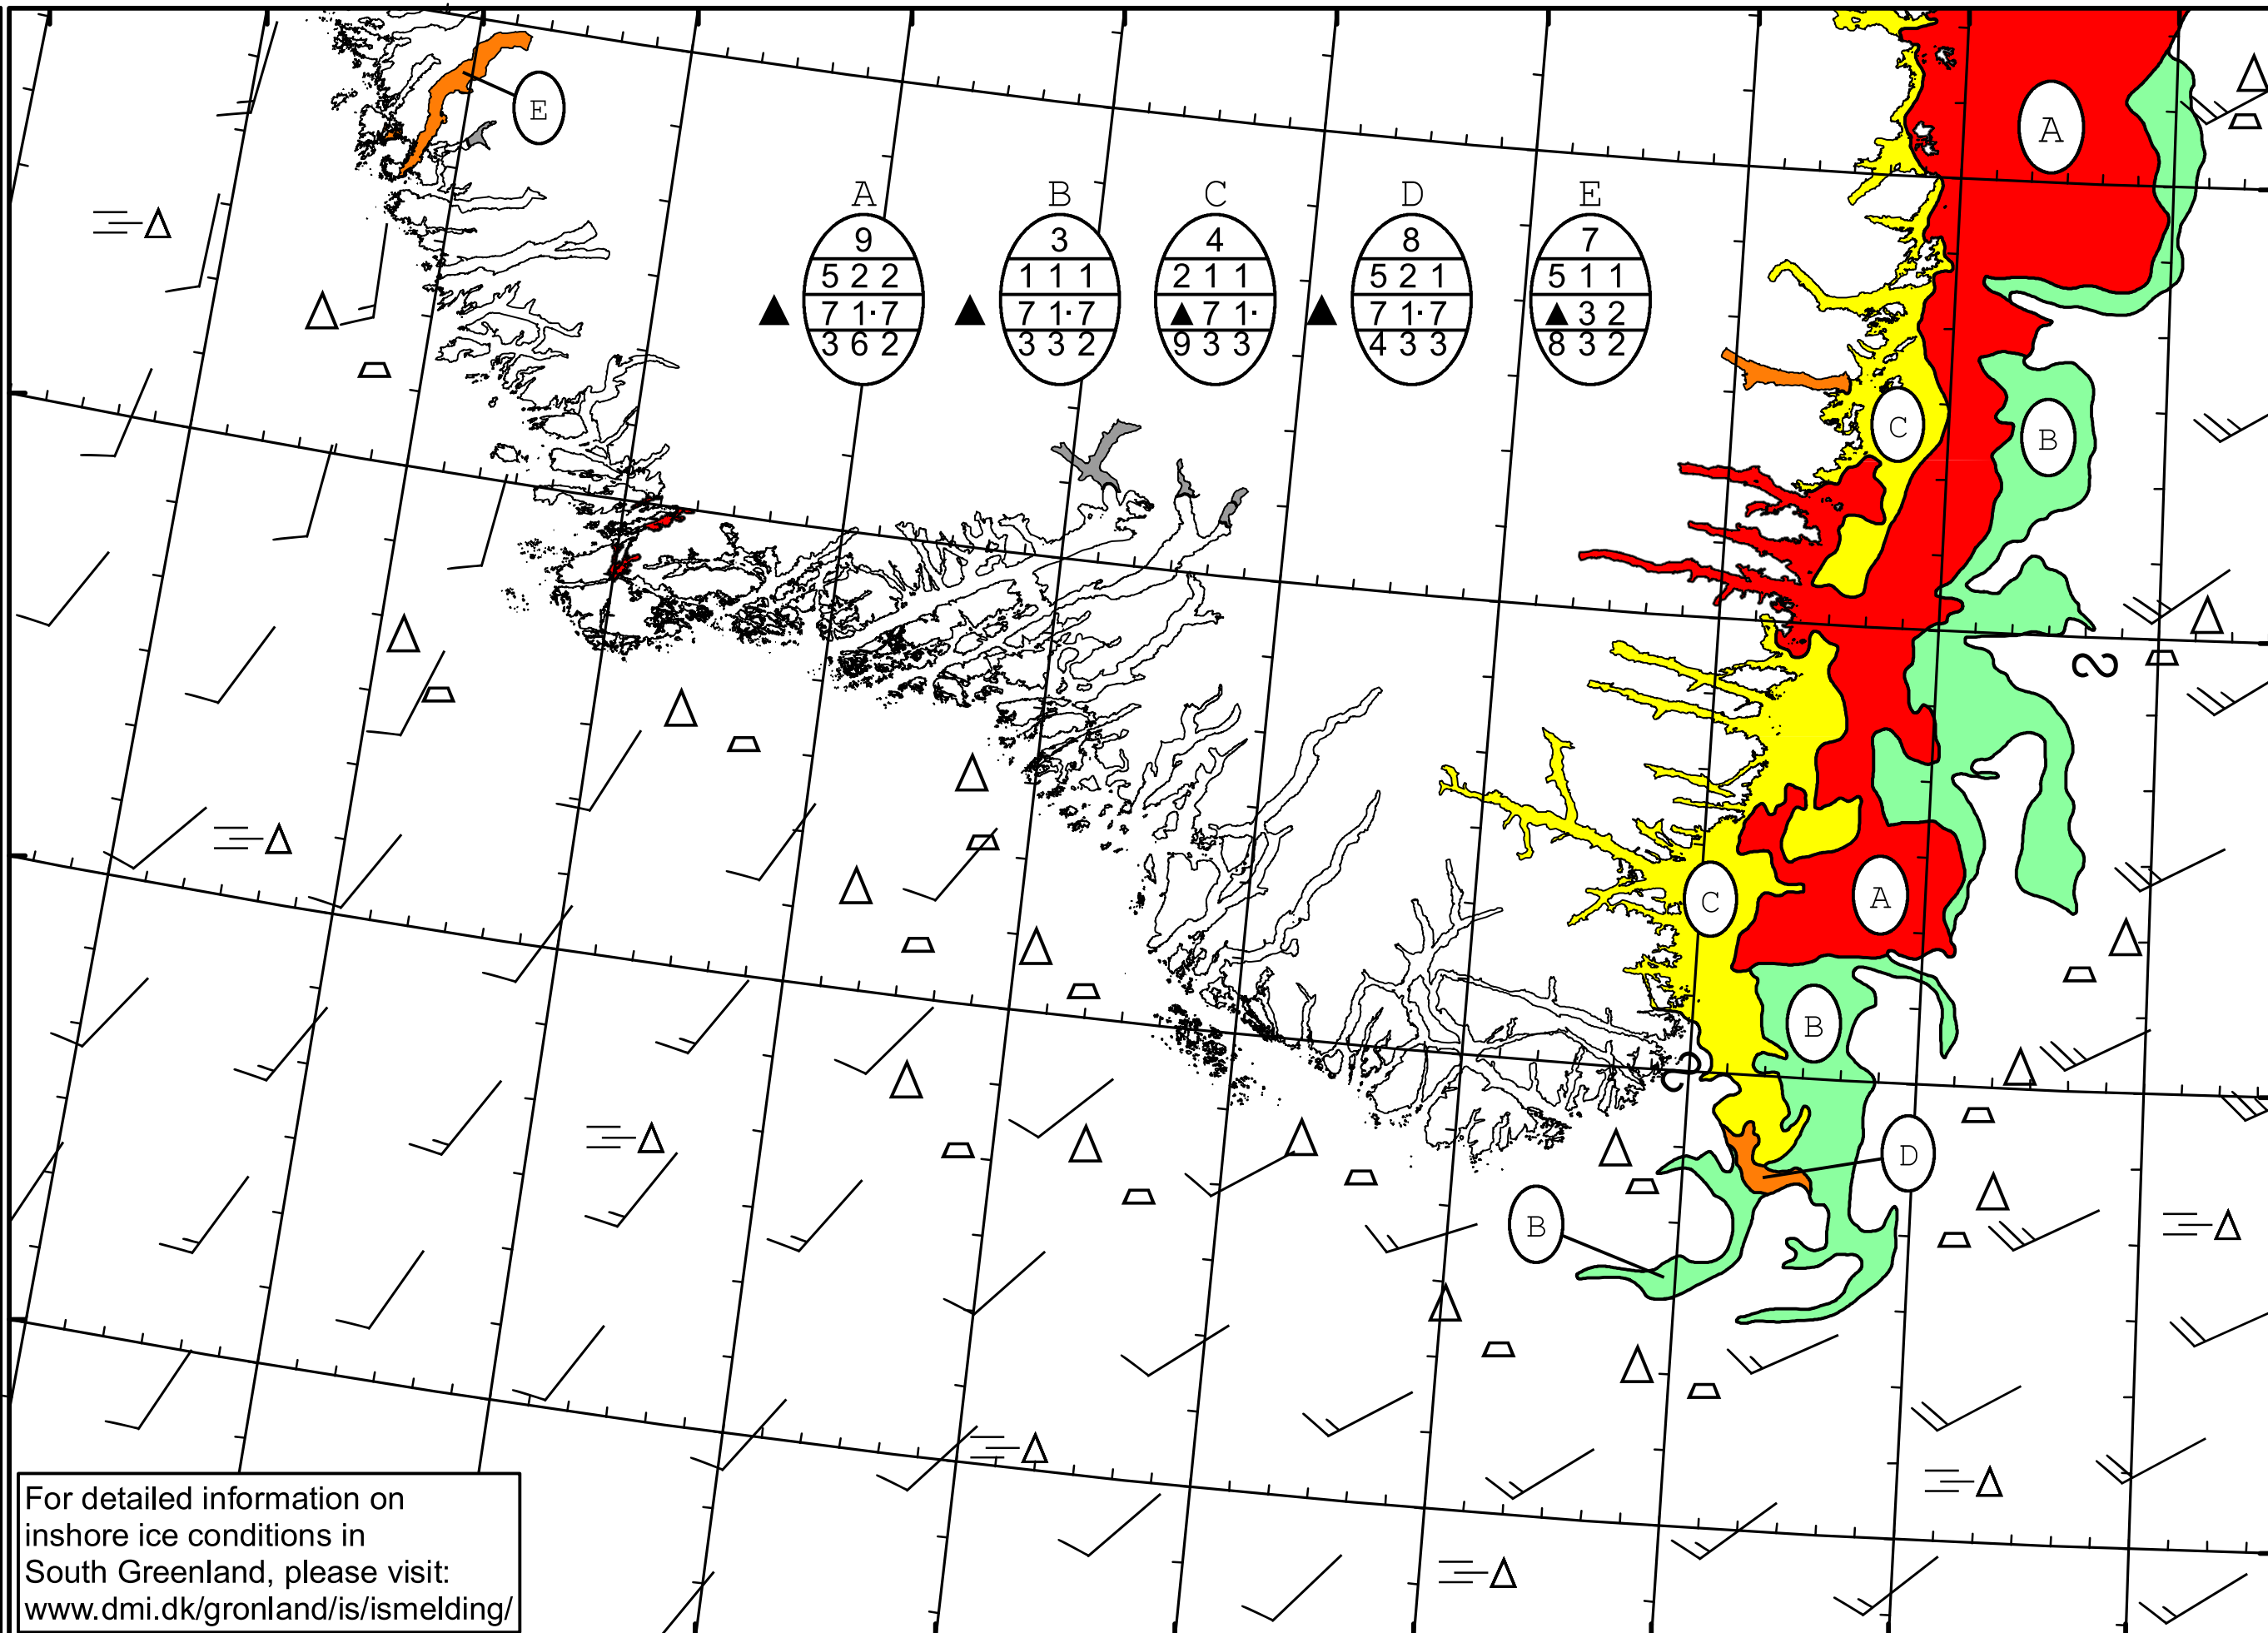 E
A
A B C D E
9 3 4 8 7
5 2 2 1 1 1 2 1 1 5 2 1 5 1 1
▲ 7 1· 7 ▲ 7 1· 7 ▲ 7 1· ▲ 7 1· 7 ▲ 3 2
3 6 2 3 3 2 9 3 3 4 3 3 8 3 2
C
B
C
A
B
D
B
For detailed information on
inshore ice conditions in
South Greenland, please visit:
www.dmi.dk/gronland/is/ismelding/